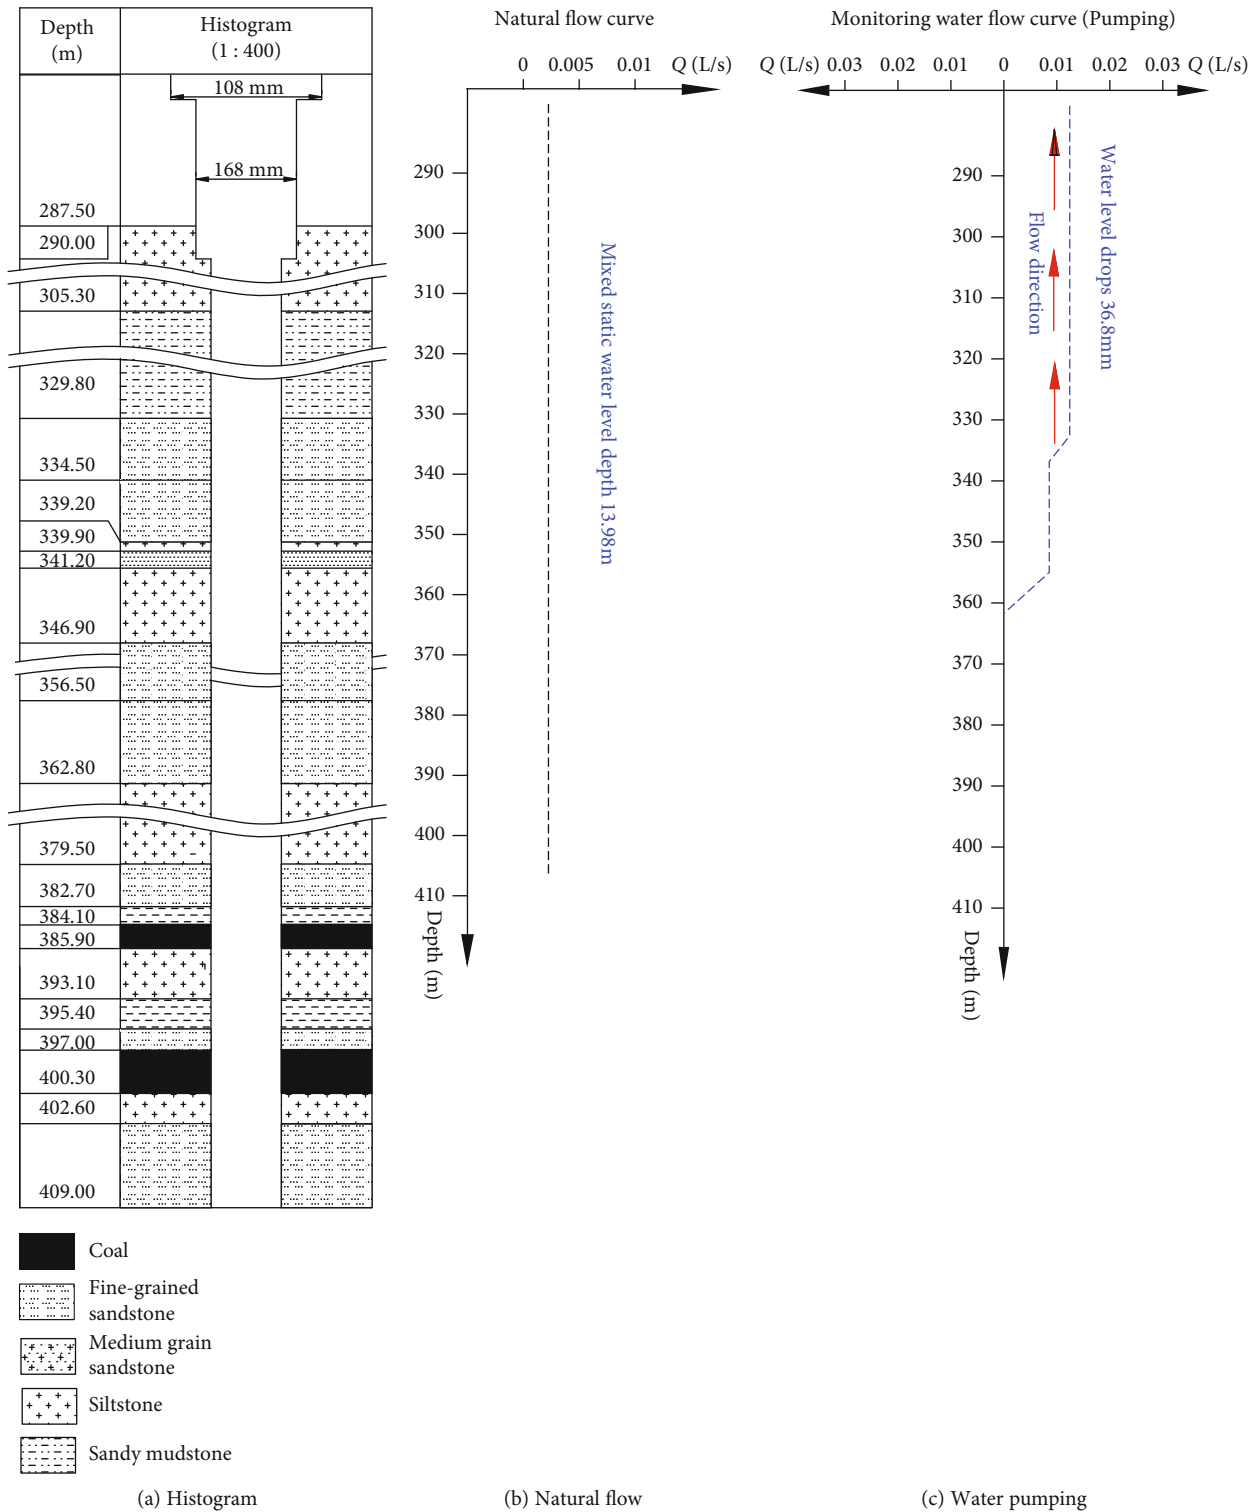 Depth
(m)
Histogram
(1 : 400)
108 mm
168 mm
287.50
290.00
305.30
329.80
334.50
339.20
339.90
341.20
346.90
356.50
362.80
379.50
382.70
384.10
385.90
393.10
395.40
397.00
400.30
402.60
409.00
Coal
Fine-grained
sandstone
Medium grain
sandstone
Siltstone
Sandy mudstone
(a) Histogram
Natural flow curve
0 0.005 0.01 Q (L/s)
290
300
310
320
330
340
350
360
370
380
390
400
410
Depth (m)
Mixed static water level depth 13.98m
(b) Natural flow
Monitoring water flow curve (Pumping)
Q (L/s) 0.03 0.02 0.01 0 0.01 0.02 0.03 Q (L/s)
290
300
310
320
330
340
350
360
370
380
390
400
410
Depth (m)
Flow direction
Water level drops 36.8mm
(c) Water pumping